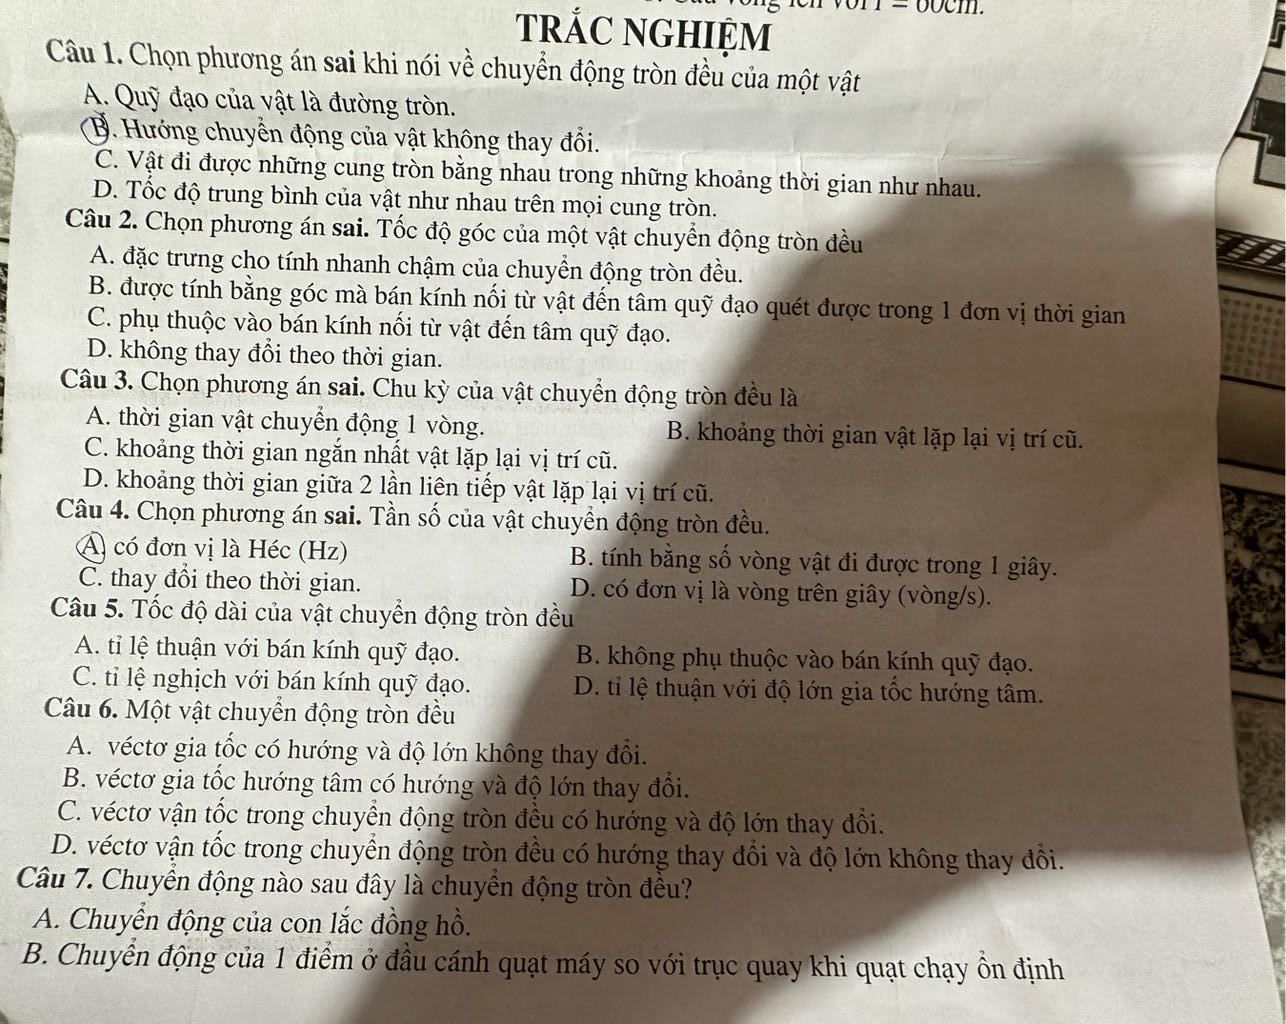 = 60cm.
TRẮC NGHIỆM
Câu 1. Chọn phương án sai khi nói về chuyển động tròn đều của một vật
A. Quỹ đạo của vật là đường tròn.
B. Hướng chuyển động của vật không thay đổi.
C. Vật đi được những cung tròn bằng nhau trong những khoảng thời gian như nhau.
D. Tốc độ trung bình của vật như nhau trên mọi cung tròn.
Câu 2. Chọn phương án sai. Tốc độ góc của một vật chuyển động tròn đều
A. đặc trưng cho tính nhanh chậm của chuyển động tròn đều.
B. được tính bằng góc mà bán kính nối từ vật đến tâm quỹ đạo quét được trong 1 đơn vị thời gian
C. phụ thuộc vào bán kính nối từ vật đến tâm quỹ đạo.
D. không thay đổi theo thời gian.
Câu 3. Chọn phương án sai. Chu kỳ của vật chuyển động tròn đều là
A. thời gian vật chuyển động 1 vòng. B. khoảng thời gian vật lặp lại vị trí cũ.
C. khoảng thời gian ngắn nhất vật lặp lại vị trí cũ.
D. khoảng thời gian giữa 2 lần liên tiếp vật lặp lại vị trí cũ.
Câu 4. Chọn phương án sai. Tần số của vật chuyển động tròn đều.
A. có đơn vị là Héc (Hz) B. tính bằng số vòng vật đi được trong 1 giây.
C. thay đổi theo thời gian. D. có đơn vị là vòng trên giây (vòng/s).
Câu 5. Tốc độ dài của vật chuyển động tròn đều
A. tỉ lệ thuận với bán kính quỹ đạo. B. không phụ thuộc vào bán kính quỹ đạo.
C. tỉ lệ nghịch với bán kính quỹ đạo. D. tỉ lệ thuận với độ lớn gia tốc hướng tâm.
Câu 6. Một vật chuyển động tròn đều
A. véctơ gia tốc có hướng và độ lớn không thay đổi.
B. véctơ gia tốc hướng tâm có hướng và độ lớn thay đổi.
C. véctơ vận tốc trong chuyển động tròn đều có hướng và độ lớn thay đổi.
D. véctơ vận tốc trong chuyển động tròn đều có hướng thay đổi và độ lớn không thay đổi.
Câu 7. Chuyển động nào sau đây là chuyển động tròn đều?
A. Chuyển động của con lắc đồng hồ.
B. Chuyển động của 1 điểm ở đầu cánh quạt máy so với trục quay khi quạt chạy ổn định